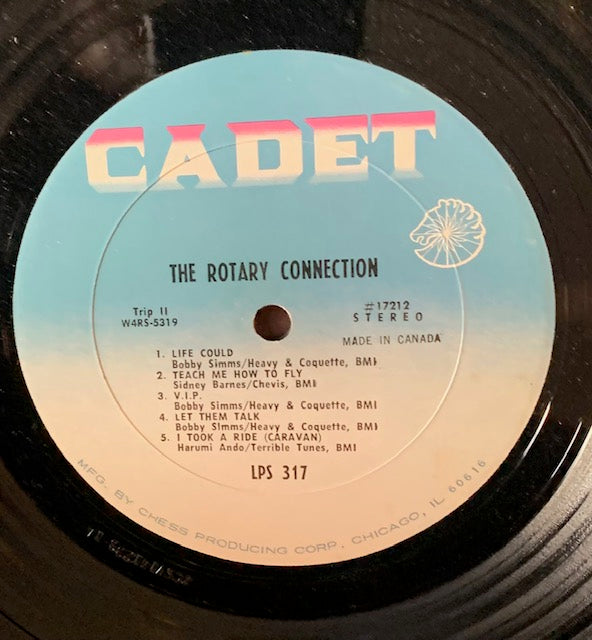 CADET
THE ROTARY CONNECTION
Trip II
W4RS-5319
#17212
STEREO
MADE IN CANADA
1. LIFE COULD
Bobby Simms/Heavy & Coquette, BMI
2. TEACH ME HOW TO FLY
Sidney Barnes/Chevis, BMI
3. V.I.P.
Bobby Simms/Heavy & Coquette, BMI
4. LET THEM TALK
Bobby Simms/Heavy & Coquette, BMI
5. I TOOK A RIDE (CARAVAN)
Harumi Ando/Terrible Tunes, BMI
LPS 317
MFG. BY CHESS PRODUCING CORP. CHICAGO, IL 60616